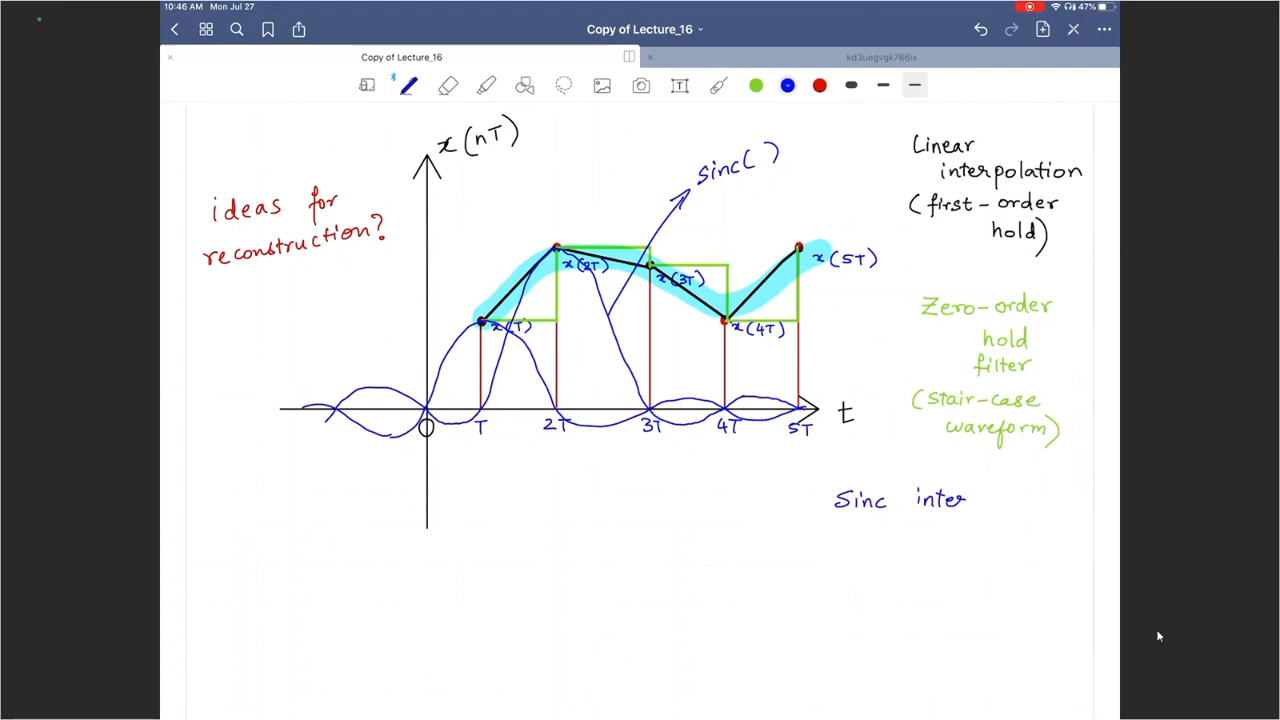 10:46 AM Mon Jul 27
47%
Copy of Lecture_16
Copy of Lecture_16
kd3uegvgk786ix
T
x(nT)
sinc( )
Linear
interpolation
(first-order
hold)
ideas for
reconstruction?
x(T)
x(2T)
x(3T)
x(4T)
x(5T)
Zero-order
hold
filter
(stair-case
waveform)
0
T
2T
3T
4T
5T
t
Sinc inter